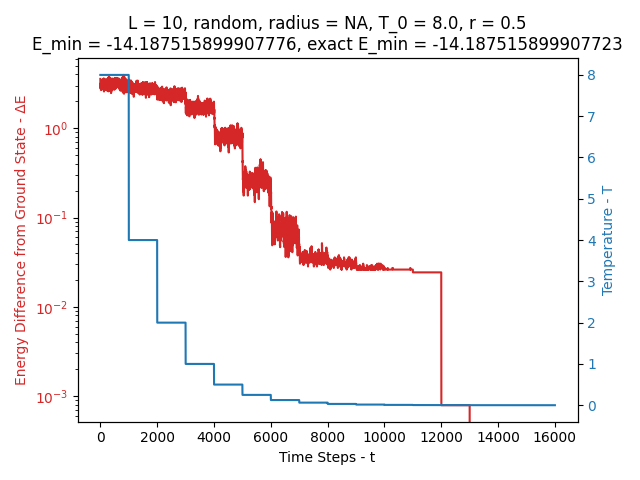 L = 10, random, radius = NA, T_0 = 8.0, r = 0.5
E_min = -14.187515899907776, exact E_min = -14.187515899907723
Energy Difference from Ground State - ΔE
10⁰
10⁻¹
10⁻²
10⁻³
8
7
6
5
4
3
2
1
0
Temperature - T
0 2000 4000 6000 8000 10000 12000 14000 16000
Time Steps - t